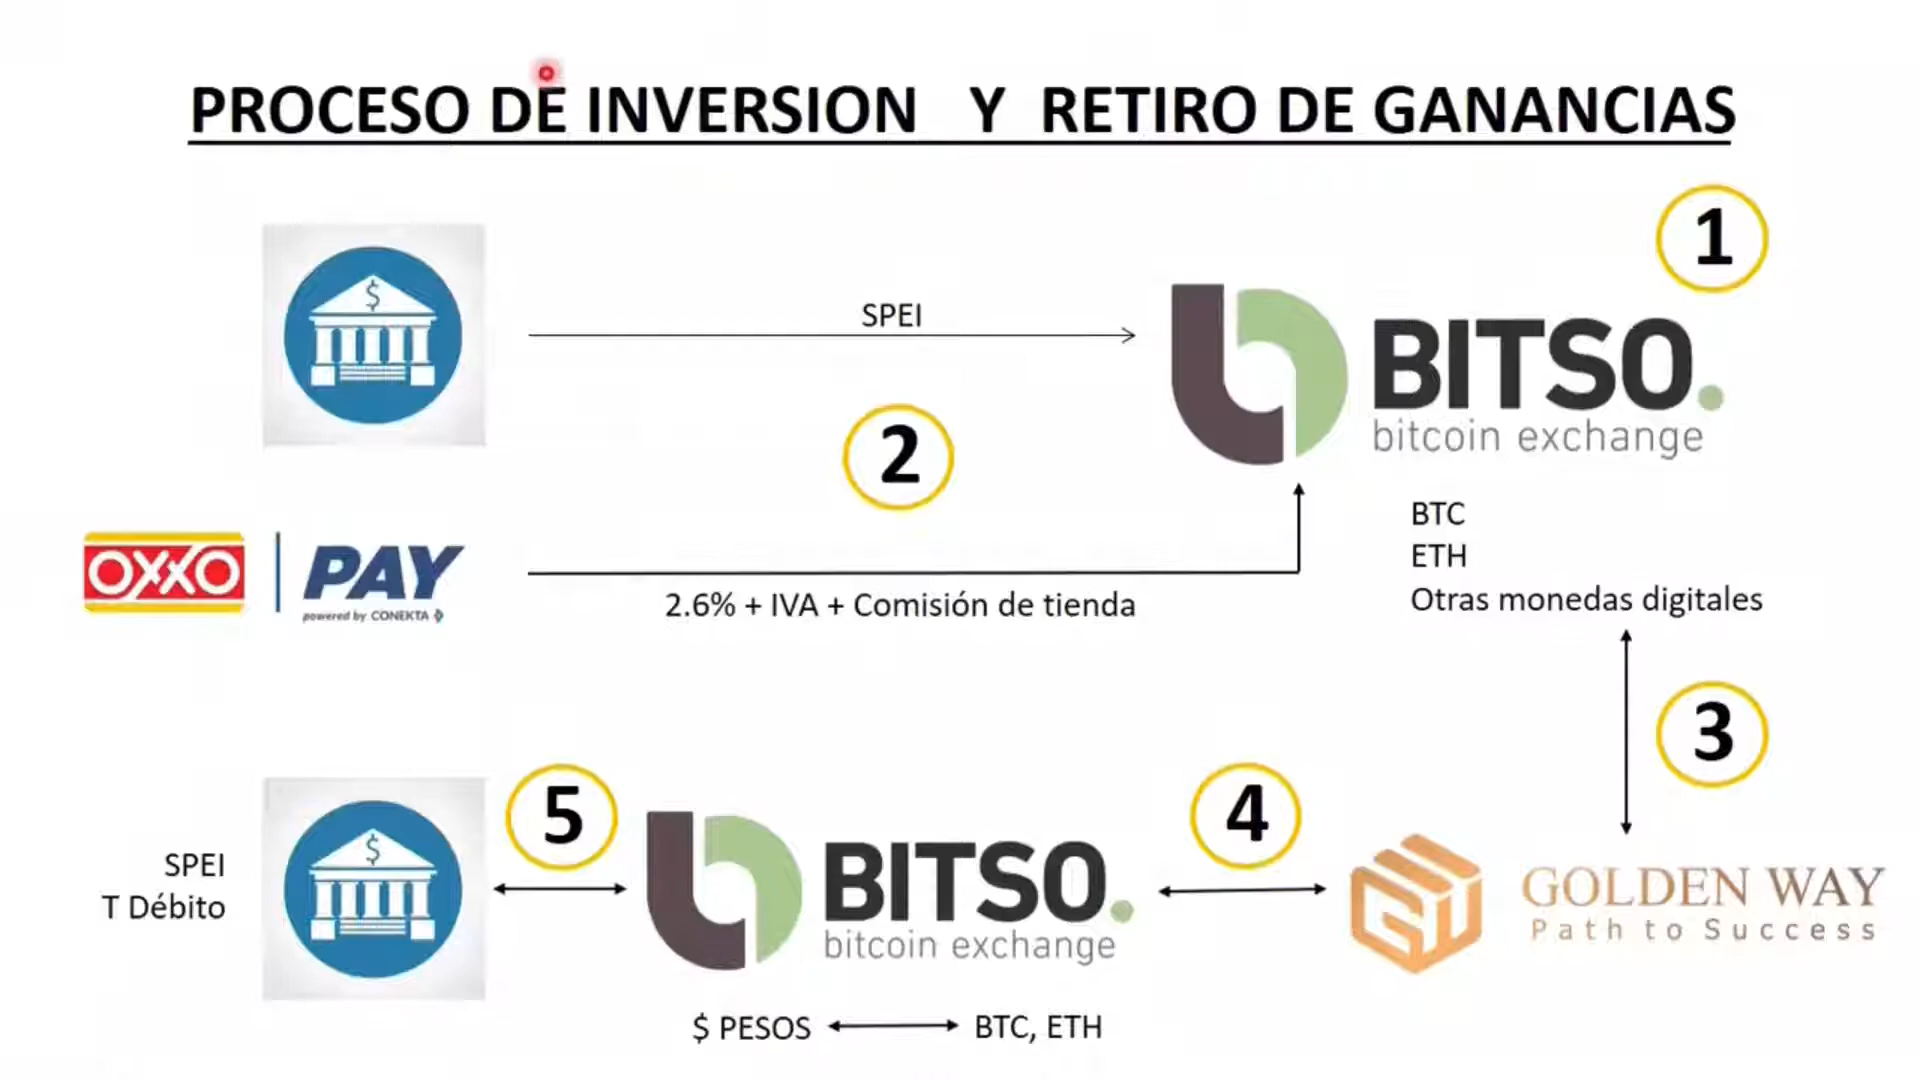 PROCESO DE INVERSION Y RETIRO DE GANANCIAS
1
$
SPEI
BITSO.
bitcoin exchange
2
BTC
ETH
Otras monedas digitales
OXXO | PAY
powered by CONEKTA
2.6% + IVA + Comisión de tienda
3
5
4
SPEI
T Débito
$
BITSO.
bitcoin exchange
GOLDEN WAY
Path to Success
$ PESOS
BTC, ETH